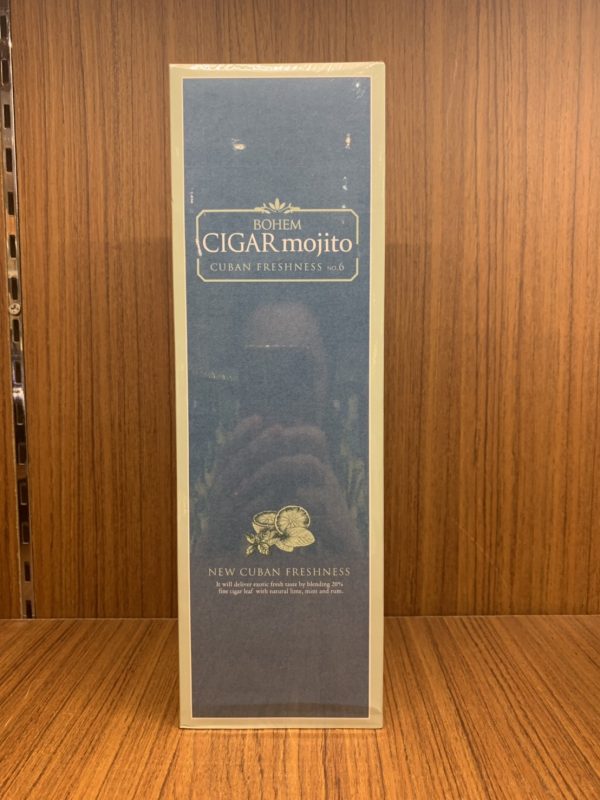 BOHEM
CIGAR mojito
CUBAN FRESHNESS NO.6
NEW CUBAN FRESHNESS
It will deliver exotic fresh taste by blending 20%
fine cigar leaf with natural lime, mint and rum.